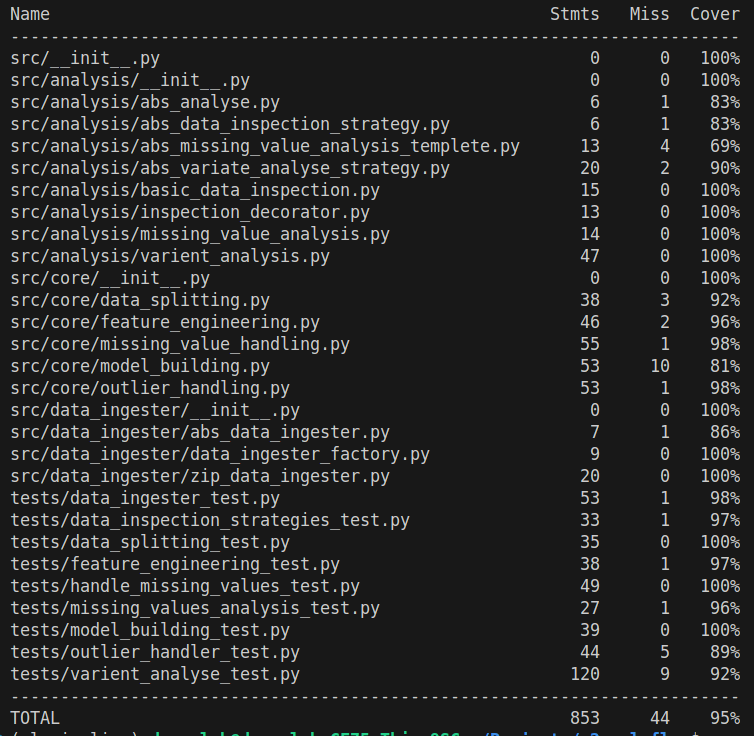 Name Stmts Miss Cover
-------------------------------------------------------------------------
src/__init__.py 0 0 100%
src/analysis/__init__.py 0 0 100%
src/analysis/abs_analyse.py 6 1 83%
src/analysis/abs_data_inspection_strategy.py 6 1 83%
src/analysis/abs_missing_value_analysis_templete.py 13 4 69%
src/analysis/abs_variate_analyse_strategy.py 20 2 90%
src/analysis/basic_data_inspection.py 15 0 100%
src/analysis/inspection_decorator.py 13 0 100%
src/analysis/missing_value_analysis.py 14 0 100%
src/analysis/varient_analysis.py 47 0 100%
src/core/__init__.py 0 0 100%
src/core/data_splitting.py 38 3 92%
src/core/feature_engineering.py 46 2 96%
src/core/missing_value_handling.py 55 1 98%
src/core/model_building.py 53 10 81%
src/core/outlier_handling.py 53 1 98%
src/data_ingester/__init__.py 0 0 100%
src/data_ingester/abs_data_ingester.py 7 1 86%
src/data_ingester/data_ingester_factory.py 9 0 100%
src/data_ingester/zip_data_ingester.py 20 0 100%
tests/data_ingester_test.py 53 1 98%
tests/data_inspection_strategies_test.py 33 1 97%
tests/data_splitting_test.py 35 0 100%
tests/feature_engineering_test.py 38 1 97%
tests/handle_missing_values_test.py 49 0 100%
tests/missing_values_analysis_test.py 27 1 96%
tests/model_building_test.py 39 0 100%
tests/outlier_handler_test.py 44 5 89%
tests/varient_analyse_test.py 120 9 92%
-------------------------------------------------------------------------
TOTAL 853 44 95%